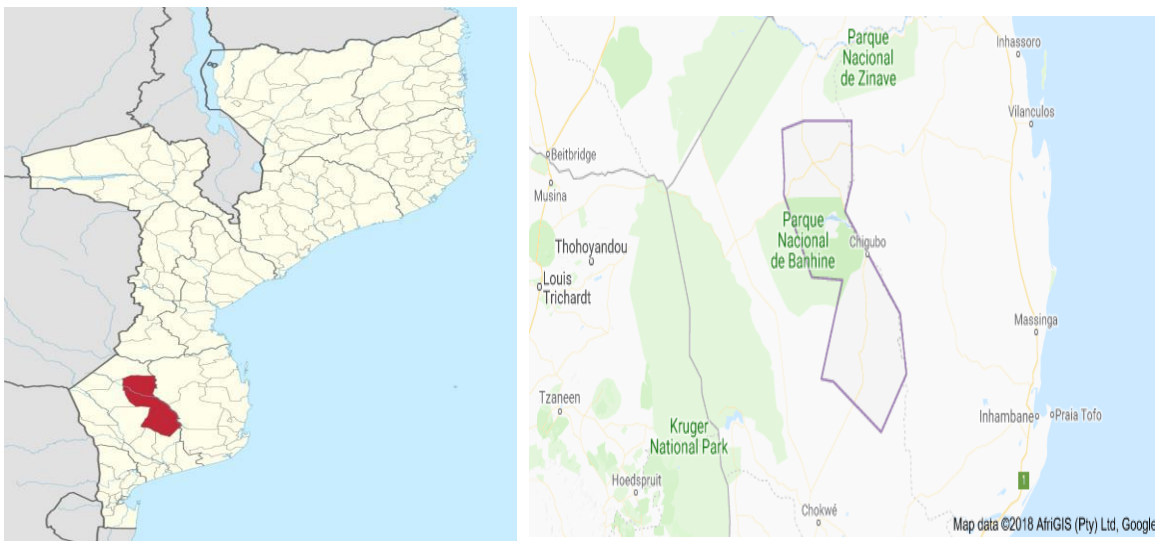 Parque
Nacional
de Zinave
Inhassoro
Vilanculos
Beitbridge
Musina
Thohoyandou
Louis
Trichardt
Parque
Nacional
de Banhine
Chigubo
Massinga
Tzaneen
Kruger
National Park
Inhambane
Praia Tofo
Hoedspruit
1
Chokwé
Map data ©2018 AfriGIS (Pty) Ltd, Google